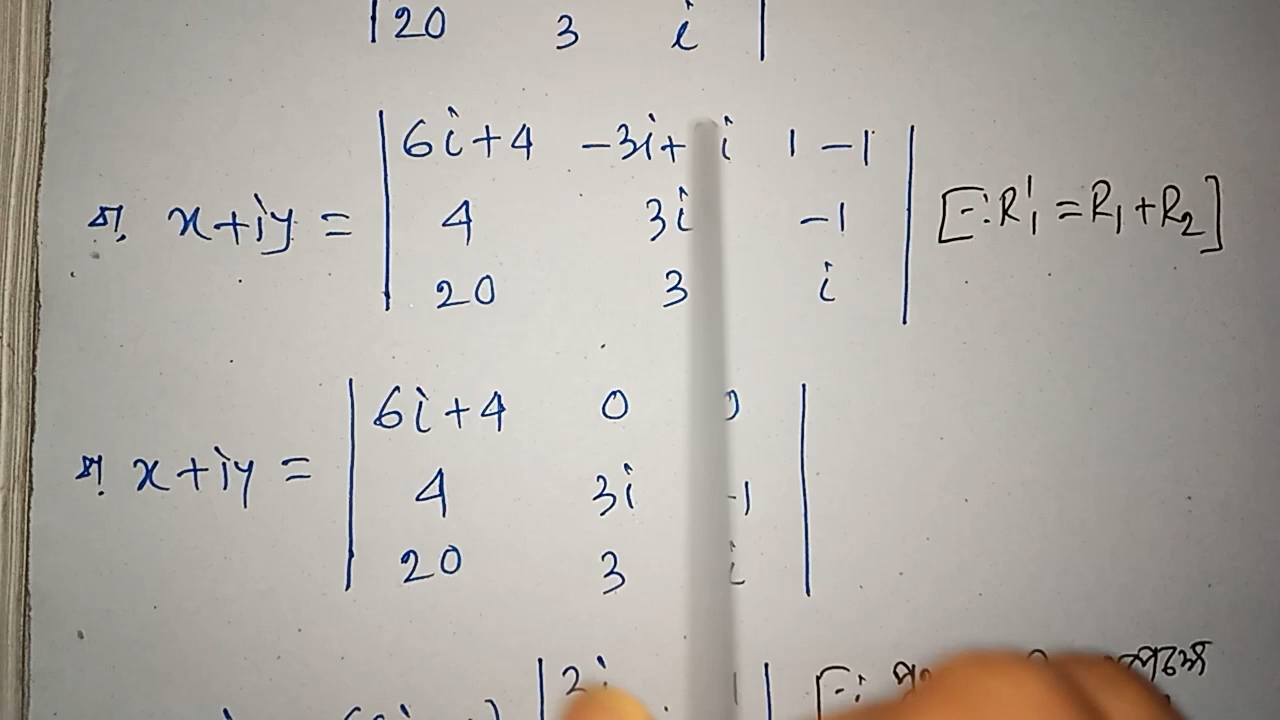 20 3 i
বা, x+iy = | 6i+4 -3i+ i 1-1 | [∵ R₁' = R₁+R₂]
4 3i -1
20 3 i
6i+4 0
বা, x+iy = | 4 3i -1 |
20 3 i